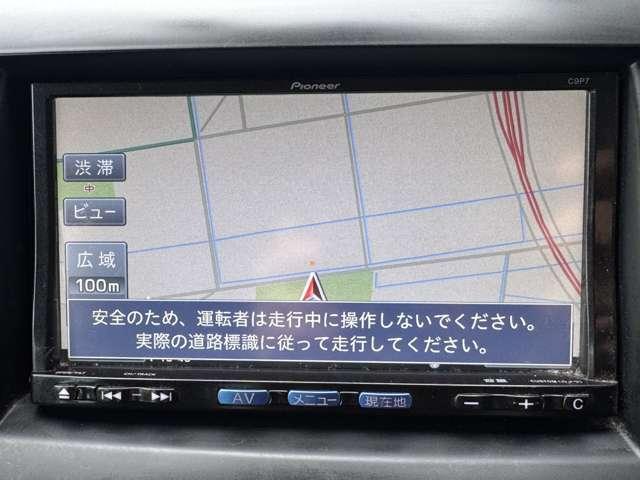 Pioneer
C9P7
渋滞
中
ビュー
広域
100m
安全のため、運転者は走行中に操作しないでください。
実際の道路標識に従って走行してください。
AV
メニュー
現在地
C